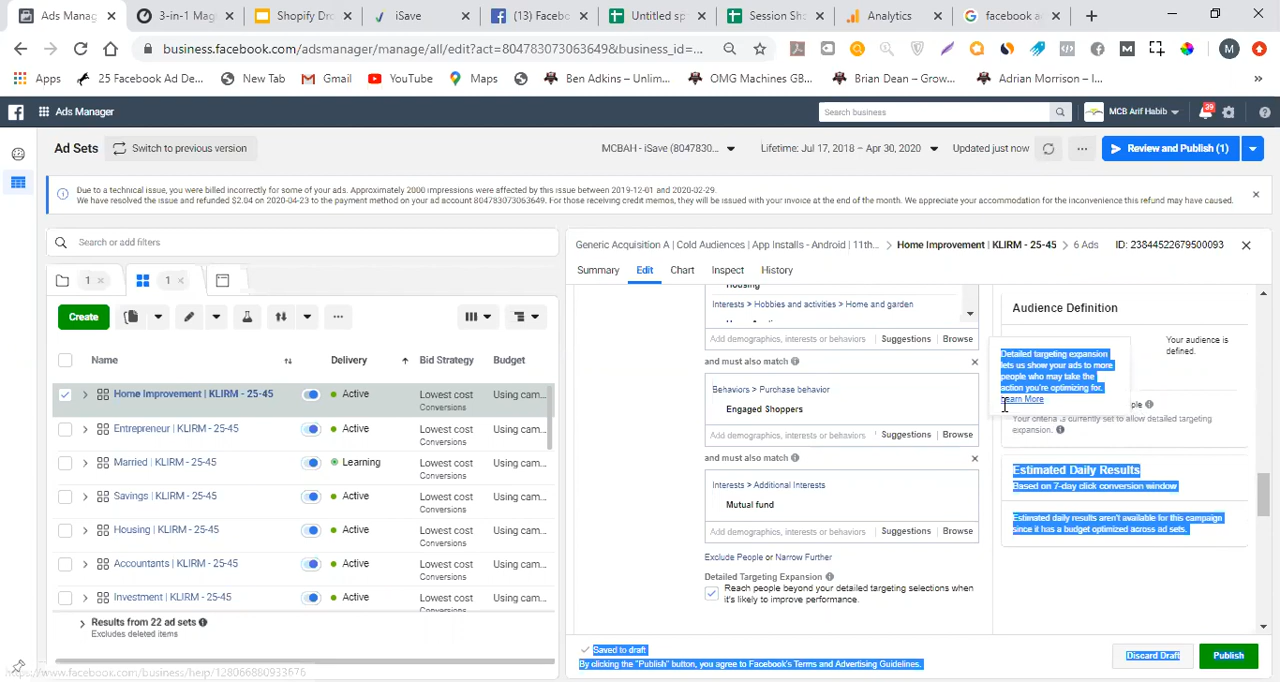 Ads Manager
3-in-1 Mag
Shopify Dro
iSave
(13) Facebo
Untitled sp
Session Sh
Analytics
facebook a
business.facebook.com/adsmanager/manage/all/edit?act=804783073063649&business_id=...
M
Apps
25 Facebook Ad De...
New Tab
Gmail
YouTube
Maps
Ben Adkins – Unlim...
OMG Machines GB...
Brian Dean – Grow...
Adrian Morrison – I...
Ads Manager
Search business
MCB Arif Habib
39
Ad Sets
Switch to previous version
MCBAH - iSave (8047830...
Lifetime: Jul 17, 2018 – Apr 30, 2020
Updated just now
Review and Publish (1)
Due to a technical issue, you were billed incorrectly for some of your ads. Approximately 2000 impressions were affected by this issue between 2019-12-01 and 2020-02-29.
We have resolved the issue and refunded $2.04 on 2020-04-23 to the payment method on your ad account 804783073063649. For those receiving credit memos, they will be issued with your invoice at the end of the month. We appreciate your accommodation for the inconvenience this refund may have caused.
Search or add filters
1
1
Create
Name
Delivery
Bid Strategy
Budget
Home Improvement | KLIRM - 25-45
Active
Lowest cost
Conversions
Using cam...
Entrepreneur | KLIRM - 25-45
Active
Lowest cost
Conversions
Using cam...
Married | KLIRM - 25-45
Learning
Lowest cost
Conversions
Using cam...
Savings | KLIRM - 25-45
Active
Lowest cost
Conversions
Using cam...
Housing | KLIRM - 25-45
Active
Lowest cost
Conversions
Using cam...
Accountants | KLIRM - 25-45
Active
Lowest cost
Conversions
Using cam...
Investment | KLIRM - 25-45
Active
Lowest cost
Conversions
Using cam...
Results from 22 ad sets
Excludes deleted items
https://www.facebook.com/business/help/128066880933676
Generic Acquisition A | Cold Audiences | App Installs - Android | 11th...
Home Improvement | KLIRM - 25-45
6 Ads
ID: 23844522679500093
Summary
Edit
Chart
Inspect
History
Housing
Interests > Hobbies and activities > Home and garden
Add demographics, interests or behaviors
Suggestions
Browse
and must also match
Behaviors > Purchase behavior
Engaged Shoppers
Add demographics, interests or behaviors
Suggestions
Browse
and must also match
Interests > Additional Interests
Mutual fund
Add demographics, interests or behaviors
Suggestions
Browse
Exclude People or Narrow Further
Detailed Targeting Expansion
Reach people beyond your detailed targeting selections when
it's likely to improve performance.
Audience Definition
Your audience is
defined.
Detailed targeting expansion
lets us show your ads to more
people who may take the
action you're optimizing for.
Learn More
Your criteria is currently set to allow detailed targeting
expansion.
Estimated Daily Results
Based on 7-day click conversion window
Estimated daily results aren't available for this campaign
since it has a budget optimized across ad sets.
Saved to draft
By clicking the "Publish" button, you agree to Facebook's Terms and Advertising Guidelines.
Discard Draft
Publish